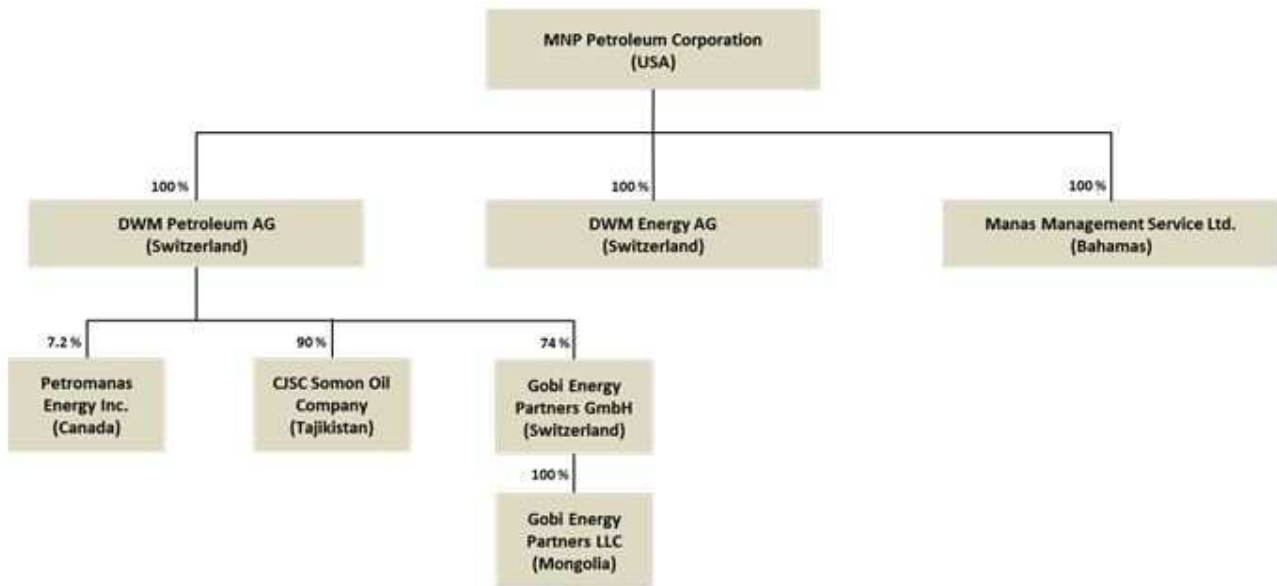 MNP Petroleum Corporation
(USA)
100 %
100 %
100 %
DWM Petroleum AG
(Switzerland)
DWM Energy AG
(Switzerland)
Manas Management Service Ltd.
(Bahamas)
7.2 %
90 %
74 %
Petromanas
Energy Inc.
(Canada)
CJSC Somon Oil
Company
(Tajikistan)
Gobi Energy
Partners GmbH
(Switzerland)
100 %
Gobi Energy
Partners LLC
(Mongolia)